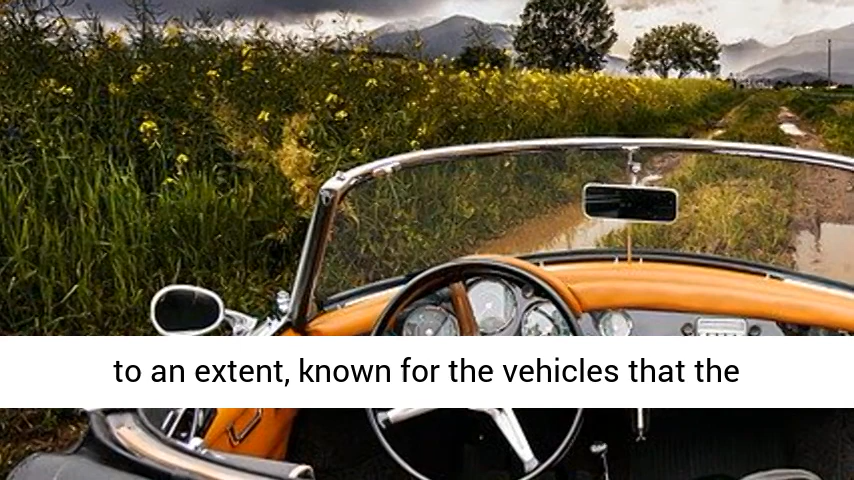 to an extent, known for the vehicles that the